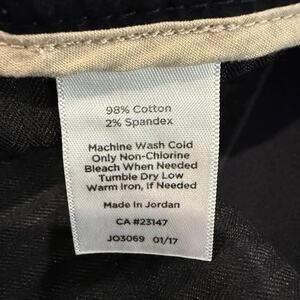 98% Cotton
2% Spandex
Machine Wash Cold
Only Non-Chlorine
Bleach When Needed
Tumble Dry Low
Warm Iron, If Needed
Made In Jordan
CA #23147
JO3069 01/17